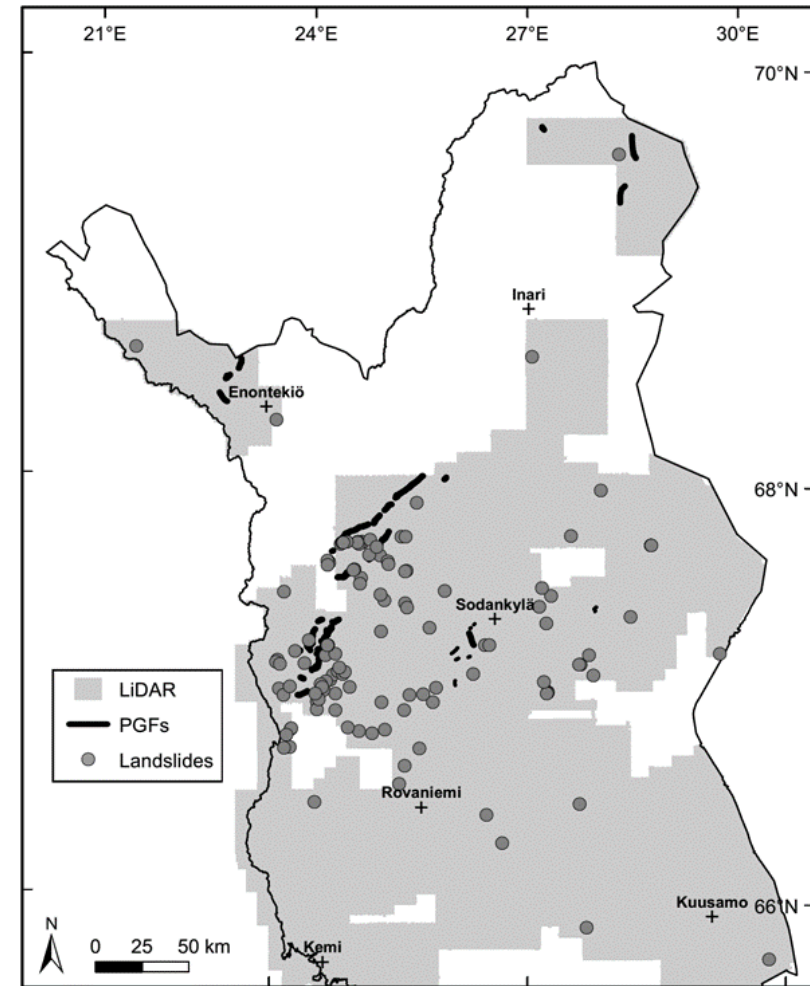 21°E
24°E
27°E
30°E
70°N
Inari
Enontekiö
68°N
Sodankylä
LiDAR
PGFs
Landslides
Rovaniemi
Kuusamo
66°N
N
0 25 50 km
Kemi